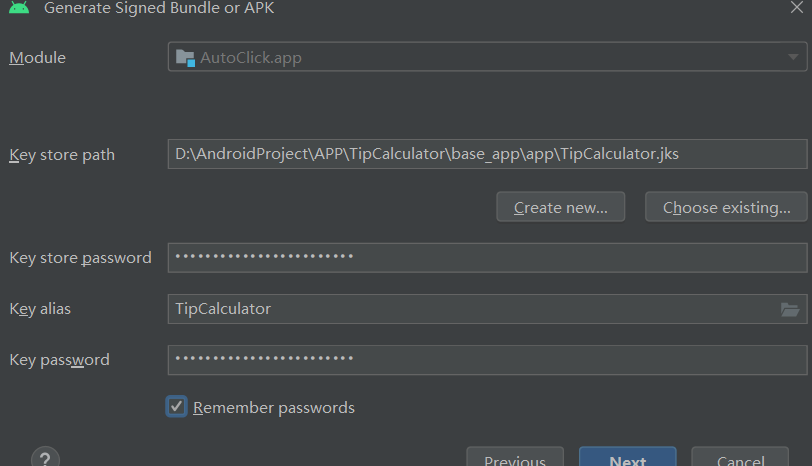 Generate Signed Bundle or APK
Module
AutoClick.app
Key store path
D:\AndroidProject\APP\TipCalculator\base_app\app\TipCalculator.jks
Create new...
Choose existing...
Key store password
••••••••••••••••••••••••
Key alias
TipCalculator
Key password
••••••••••••••••••••••••
Remember passwords
?
Previous
Next
Cancel